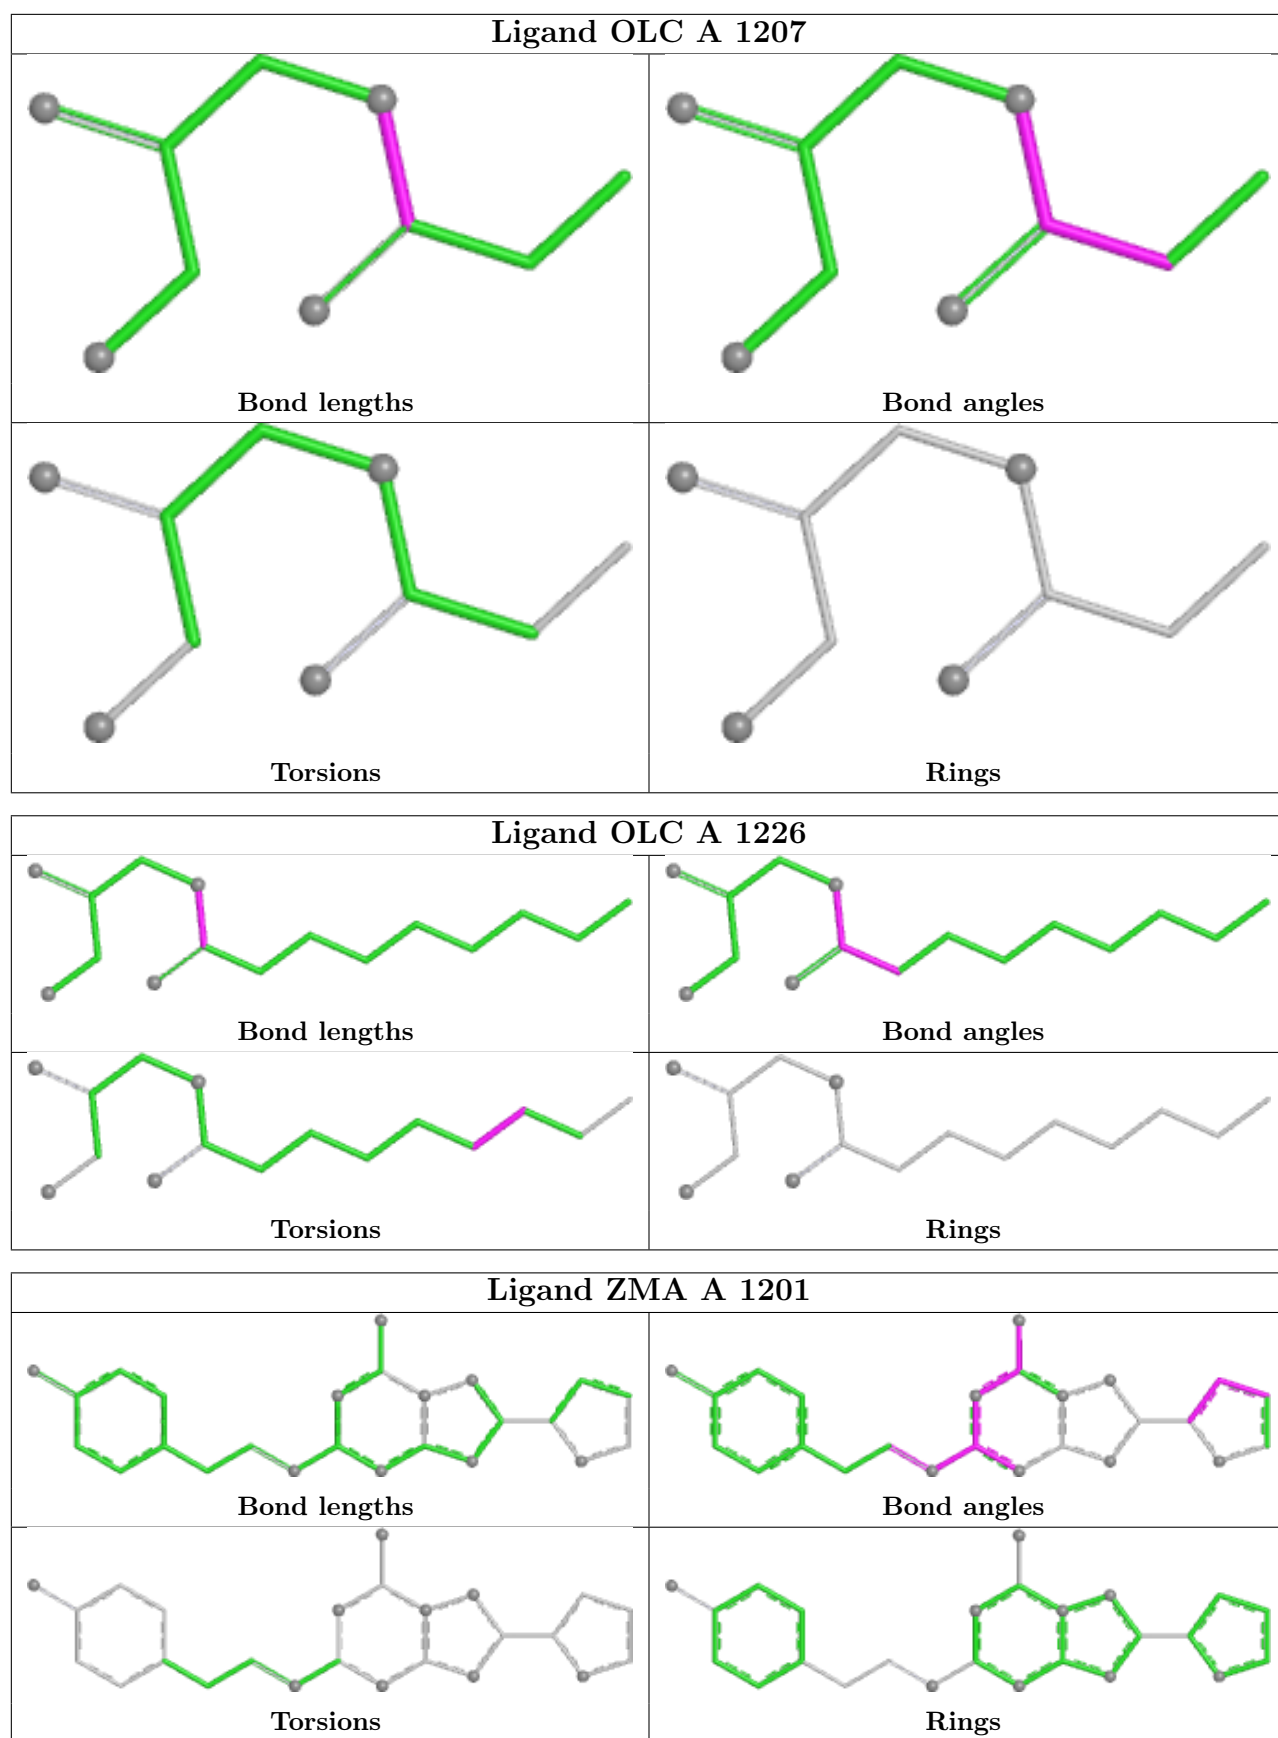 Ligand OLC A 1207
Bond lengths
Bond angles
Torsions
Rings
Ligand OLC A 1226
Bond lengths
Bond angles
Torsions
Rings
Ligand ZMA A 1201
Bond lengths
Bond angles
Torsions
Rings